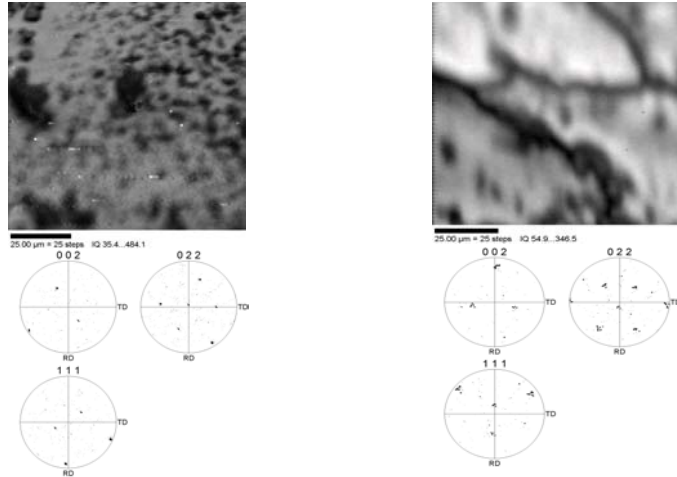 25.00 µm = 25 steps IQ 35.4...484.1
0 0 2
0 2 2
TD
TD
RD
RD
1 1 1
TD
RD
25.00 µm = 25 steps IQ 54.9...346.5
0 0 2
0 2 2
TD
RD
RD
1 1 1
TD
RD